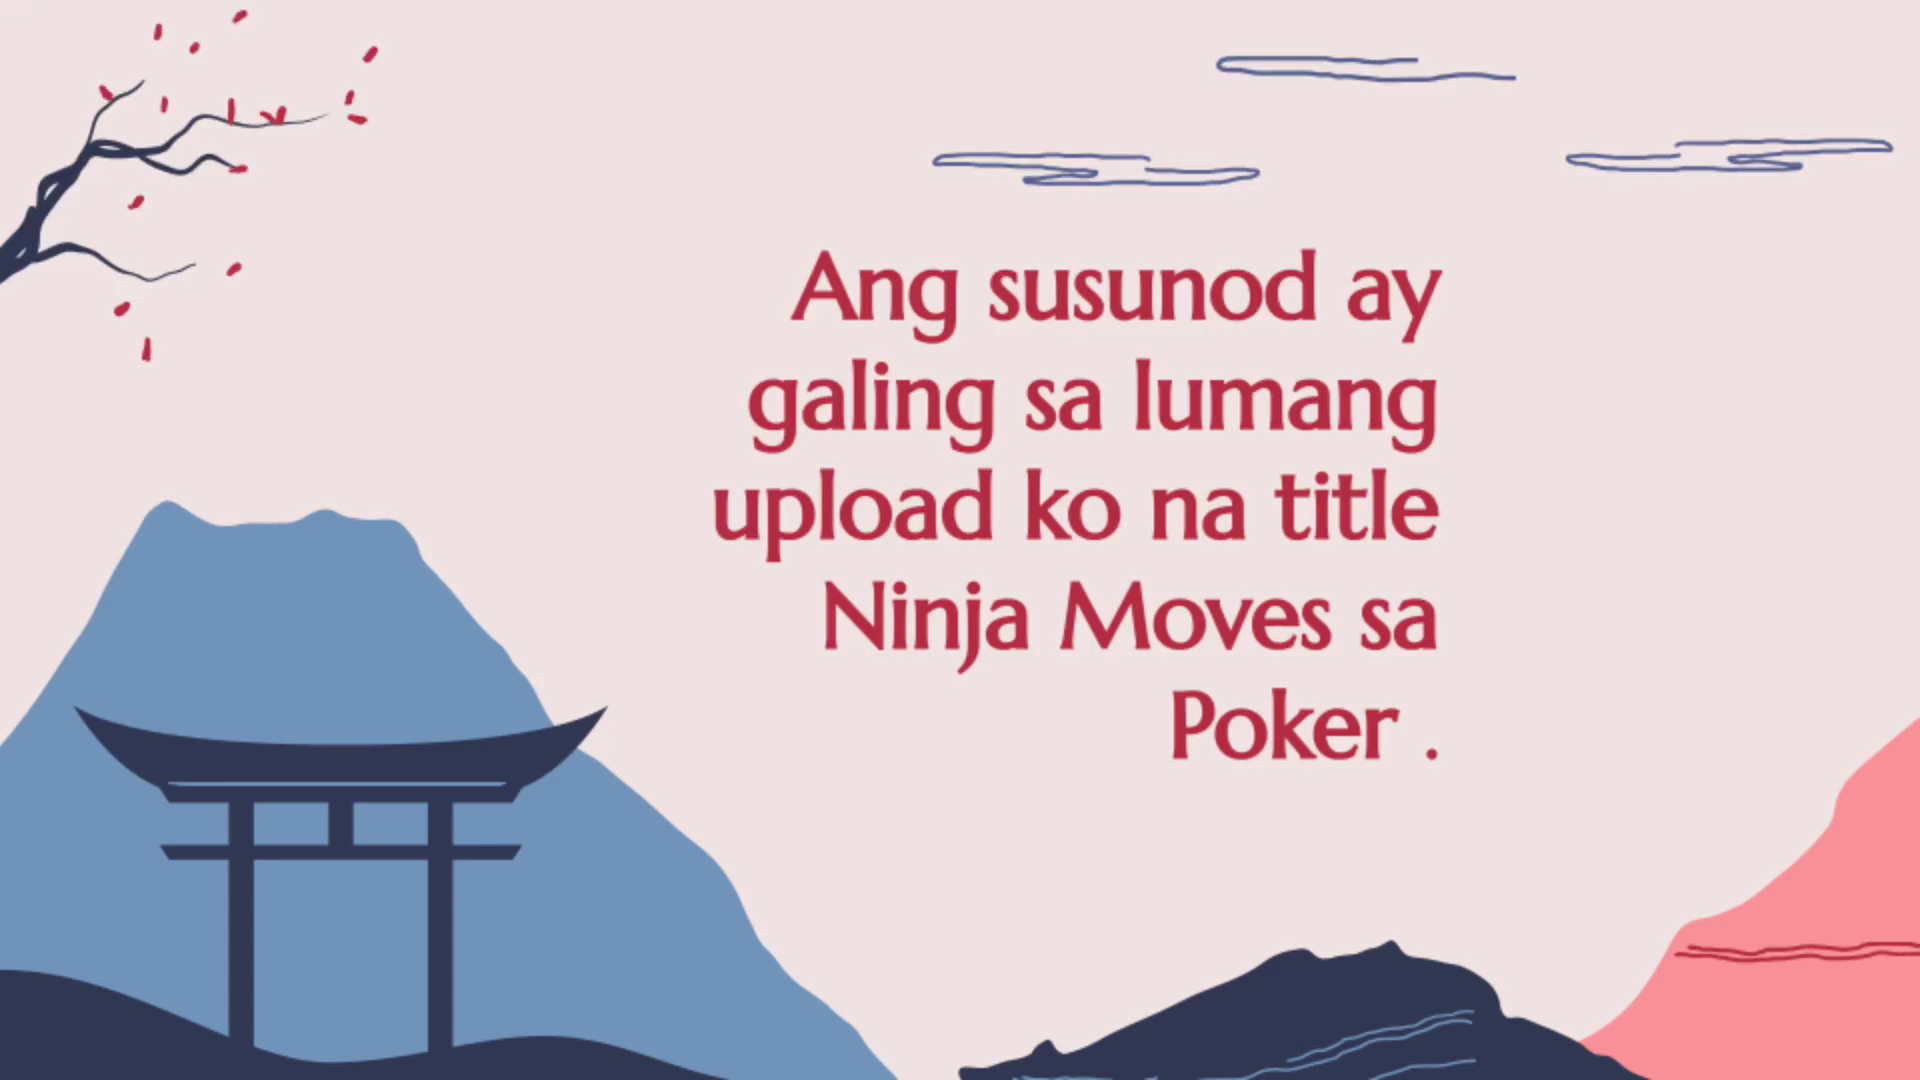 Ang susunod ay
galing sa lumang
upload ko na title
Ninja Moves sa
Poker .